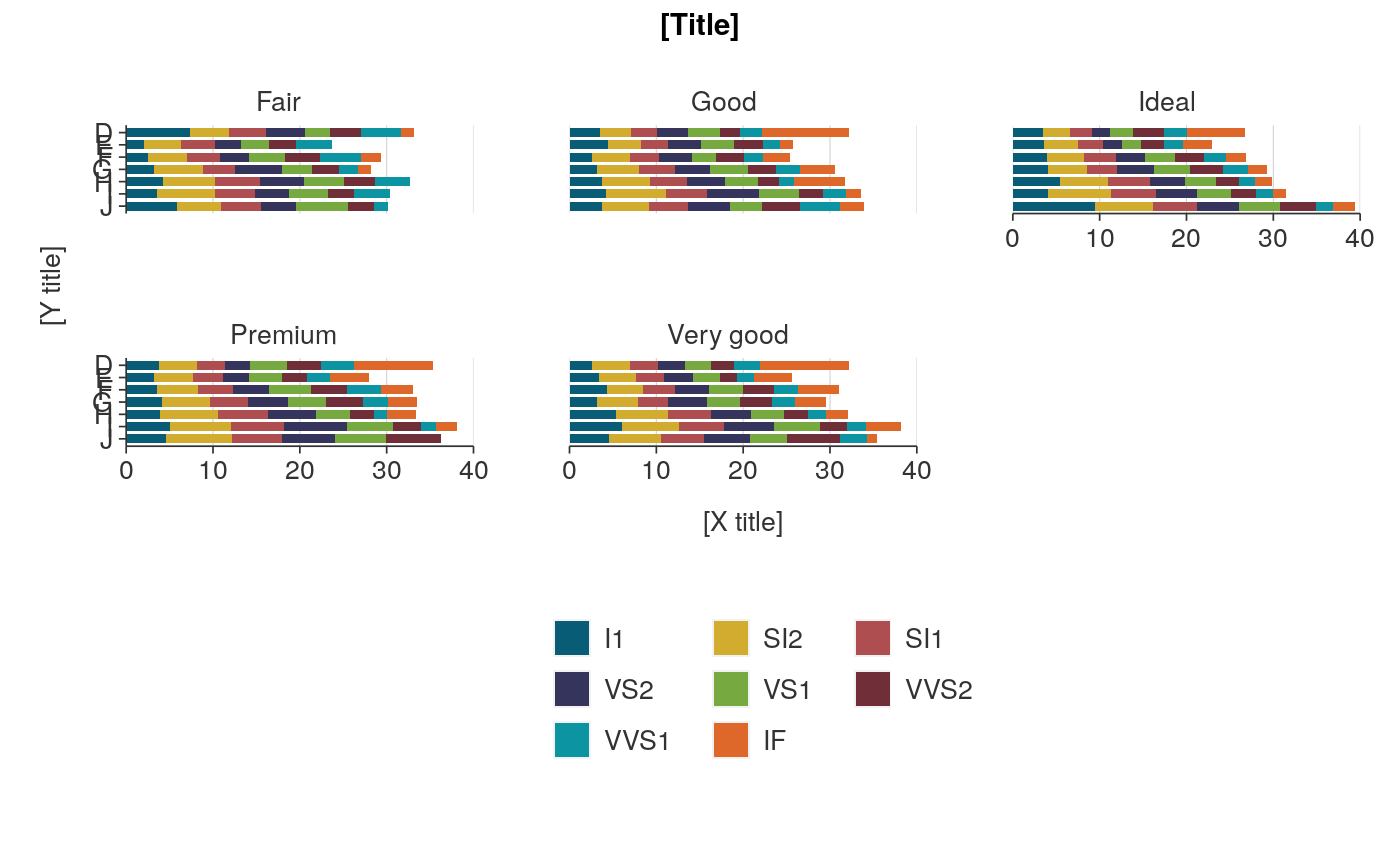 [Title]
Fair Good Ideal
D
E
F
G
H
I
J
0 10 20 30 40
[Y title]
Premium Very good
D
E
F
G
H
I
J
0 10 20 30 40 0 10 20 30 40
[X title]
I1 SI2 SI1
VS2 VS1 VVS2
VVS1 IF